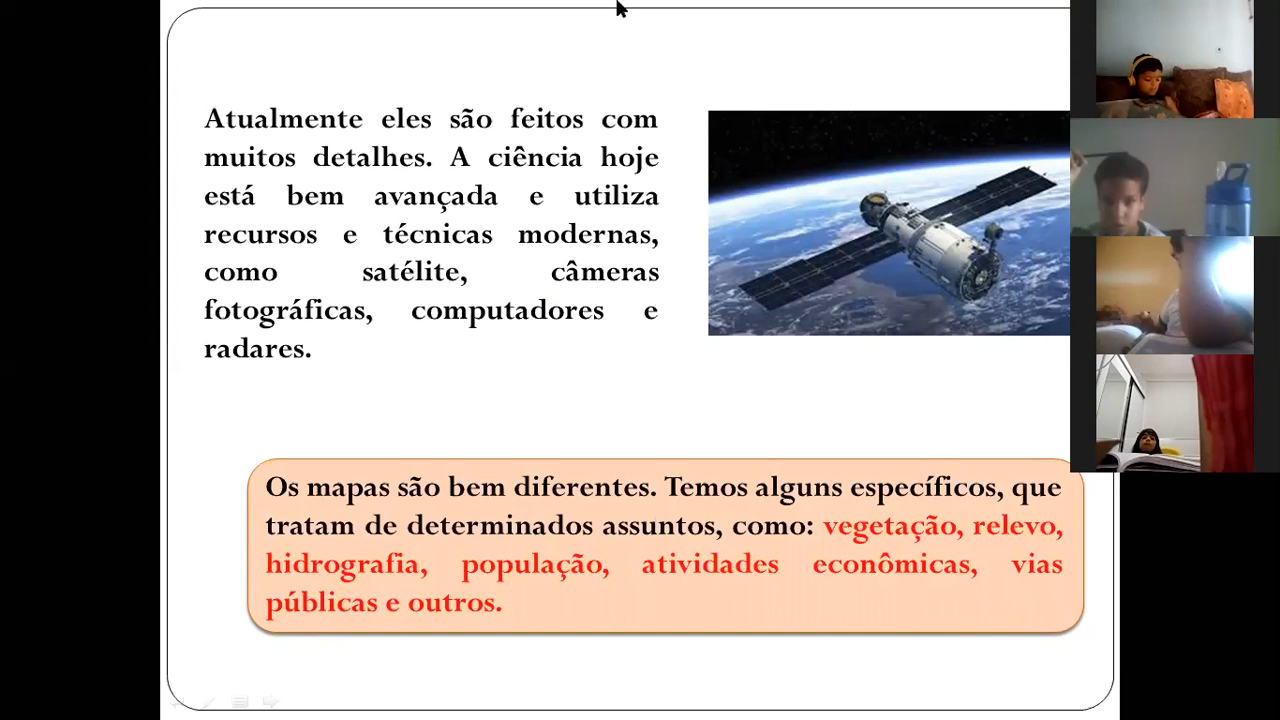 Atualmente eles são feitos com
muitos detalhes. A ciência hoje
está bem avançada e utiliza
recursos e técnicas modernas,
como satélite, câmeras
fotográficas, computadores e
radares.
Os mapas são bem diferentes. Temos alguns específicos, que
tratam de determinados assuntos, como: vegetação, relevo,
hidrografia, população, atividades econômicas, vias
públicas e outros.